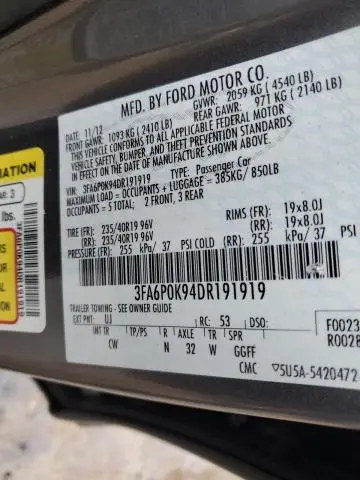 MFD. BY FORD MOTOR CO.
DATE: 11/12 GVWR: 2059 KG (4540 LB)
FRONT GAWR: 1093 KG (2410 LB) REAR GAWR: 971 KG (2140 LB)
THIS VEHICLE CONFORMS TO ALL APPLICABLE
FEDERAL MOTOR VEHICLE
SAFETY, BUMPER, AND THEFT PREVENTION STANDARDS
IN EFFECT ON THE DATE OF MANUFACTURE SHOWN ABOVE.
VIN: 3FA6P0K94DR191919 TYPE: Passenger Car
MAXIMUM LOAD = OCCUPANTS + LUGGAGE = 385KG / 850LB
OCCUPANTS = 5 TOTAL; 2 FRONT, 3 REAR
TIRE (FR): 235/40R19 96V RIMS (FR): 19x8.0J
TIRE (RR): 235/40R19 96V RIMS (RR): 19x8.0J
PRESSURE (FR): 255 kPa/ 37 PSI COLD (RR): 255 kPa/ 37
3FA6P0K94DR191919
TRAILER TOWING - SEE OWNER GUIDE
EXT PNT: UJ RC: 53 DSO: F0023
INT TR TP/PS R AXLE TR SPR R0028
CW N 32 W GGFF
CMC ▽5U5A-5420472
AR: 3
lbs.